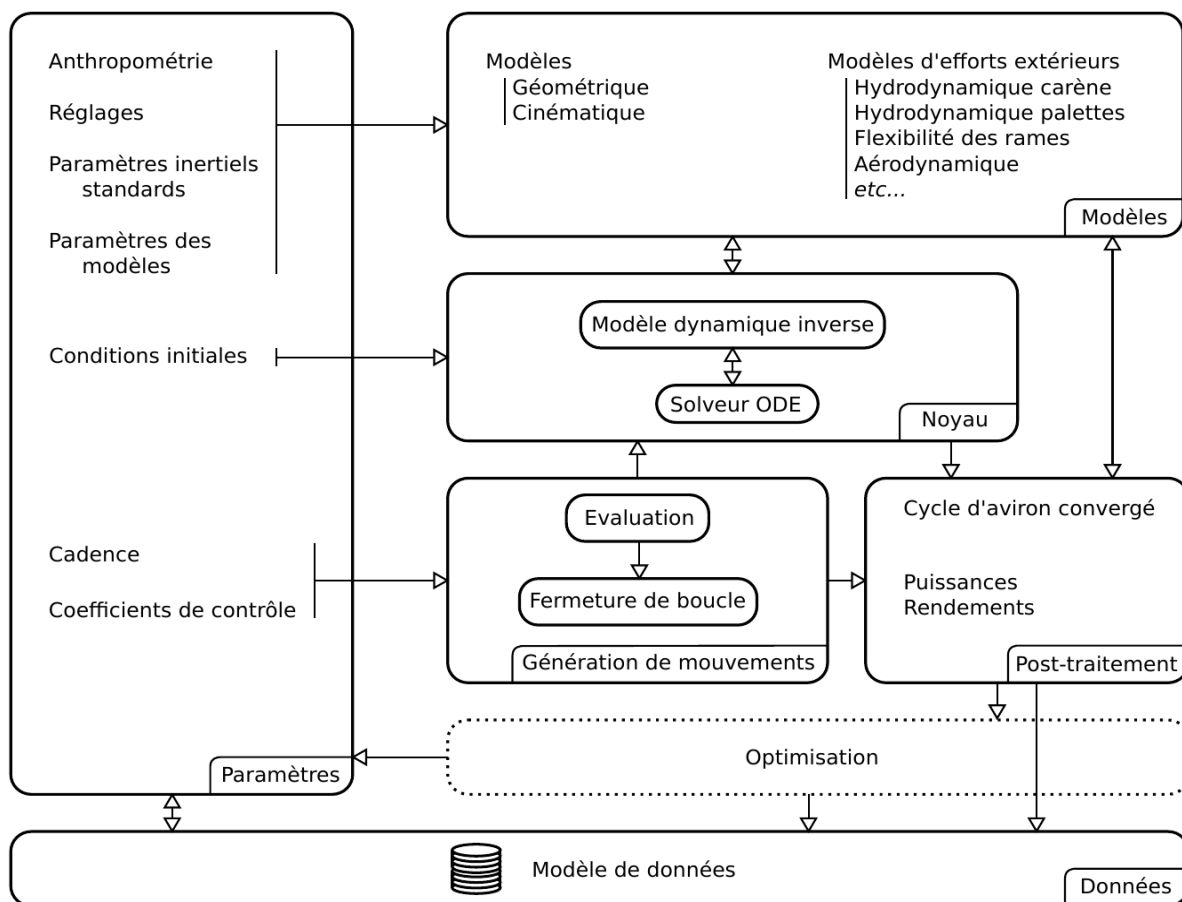 Anthropométrie
Réglages
Paramètres inertiels
standards
Paramètres des
modèles
Conditions initiales
Cadence
Coefficients de contrôle
Paramètres
Modèles
Géométrique
Cinématique
Modèles d'efforts extérieurs
Hydrodynamique carène
Hydrodynamique palettes
Flexibilité des rames
Aérodynamique
etc...
Modèles
Modèle dynamique inverse
Solveur ODE
Noyau
Evaluation
Fermeture de boucle
Génération de mouvements
Cycle d'aviron convergé
Puissances
Rendements
Post-traitement
Optimisation
Modèle de données
Données